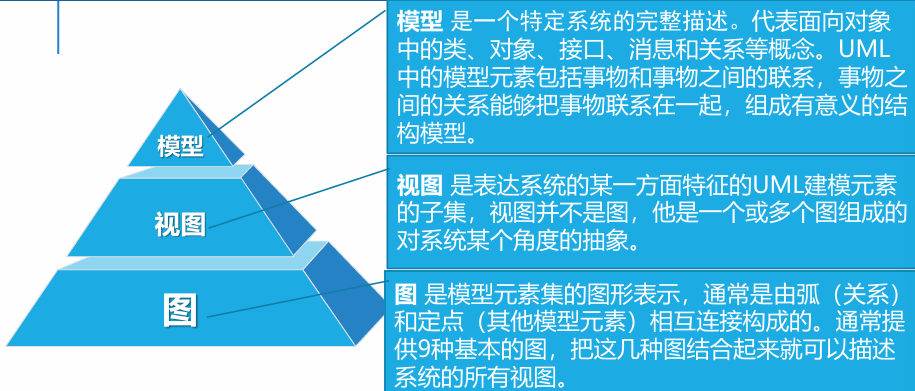 模型 是一个特定系统的完整描述。代表面向对象
中的类、对象、接口、消息和关系等概念。UML
中的模型元素包括事物和事物之间的联系，事物之
间的关系能够把事物联系在一起，组成有意义的结
构模型。
模型
视图 是表达系统的某一方面特征的UML建模元素
的子集，视图并不是图，他是一个或多个图组成的
对系统某个角度的抽象。
视图
图 是模型元素集的图形表示，通常是由弧（关系）
和定点（其他模型元素）相互连接构成的。通常提
供9种基本的图，把这几种图结合起来就可以描述
系统的所有视图。
图